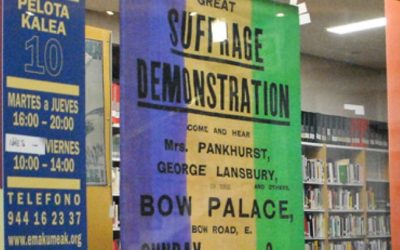 PELOTA
KALEA
10
MARTES a JUEVES
16:00 – 20:00
VIERNES
10:00 – 14:00
TELEFONO
944 16 23 37
www.emakumeak.org
GREAT
SUFFRAGE
DEMONSTRATION
COME AND HEAR
Mrs. PANKHURST,
GEORGE LANSBURY,
AND OTHERS,
BOW PALACE,
BOW ROAD, E.